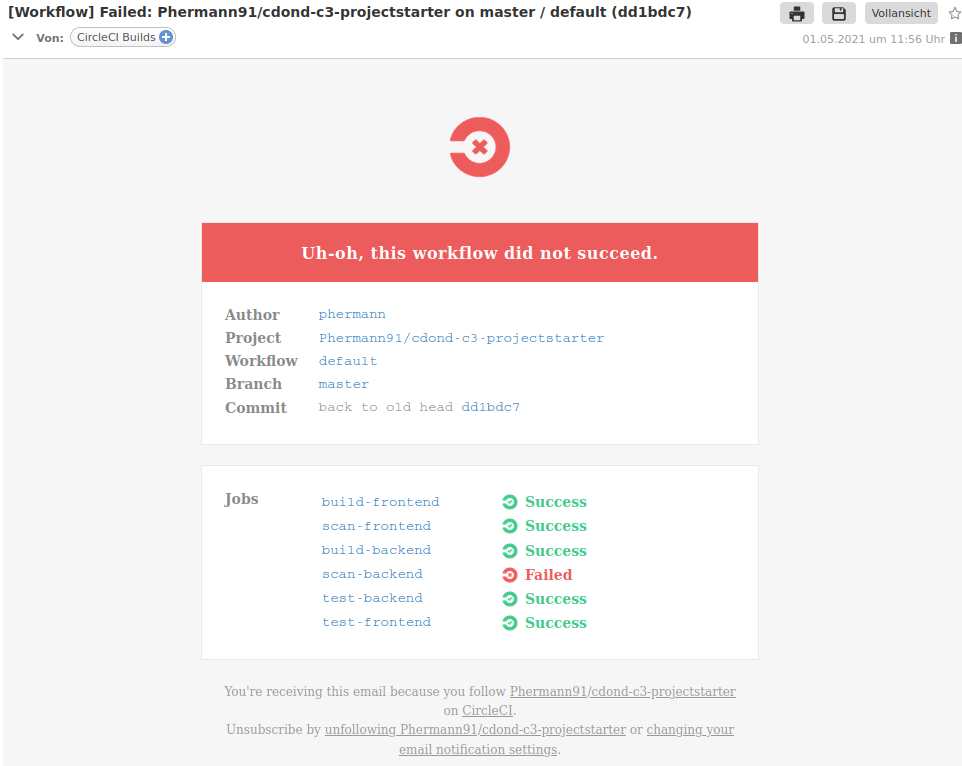 [Workflow] Failed: Phermann91/cdond-c3-projectstarter on master / default (dd1bdc7)
Vollansicht
Von: CircleCI Builds
01.05.2021 um 11:56 Uhr
Uh-oh, this workflow did not succeed.
Author phermann
Project Phermann91/cdond-c3-projectstarter
Workflow default
Branch master
Commit back to old head dd1bdc7
Jobs
build-frontend Success
scan-frontend Success
build-backend Success
scan-backend Failed
test-backend Success
test-frontend Success
You're receiving this email because you follow Phermann91/cdond-c3-projectstarter
on CircleCI.
Unsubscribe by unfollowing Phermann91/cdond-c3-projectstarter or changing your
email notification settings.